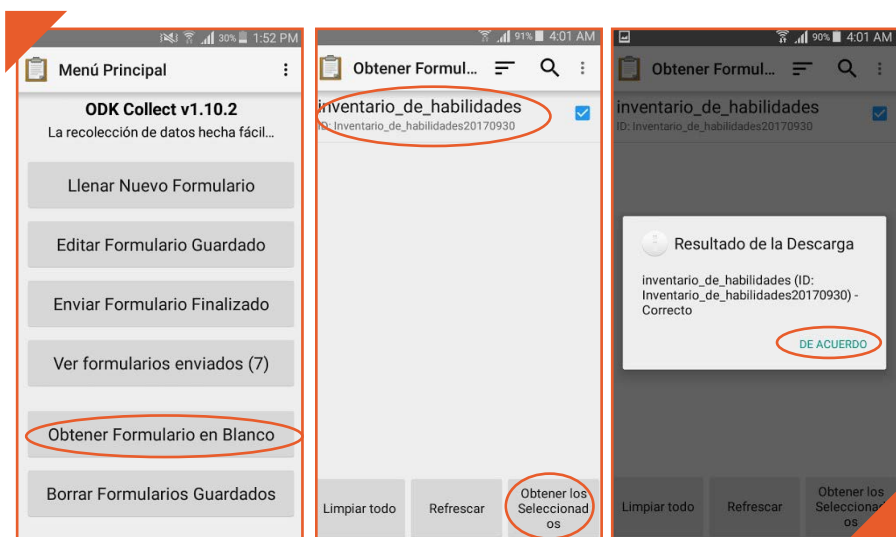 30% 1:52 PM
Menú Principal
ODK Collect v1.10.2
La recolección de datos hecha fácil...
Llenar Nuevo Formulario
Editar Formulario Guardado
Enviar Formulario Finalizado
Ver formularios enviados (7)
Obtener Formulario en Blanco
Borrar Formularios Guardados
91% 4:01 AM
Obtener Formul...
inventario_de_habilidades
ID: Inventario_de_habilidades20170930
Limpiar todo
Refrescar
Obtener los
Seleccionad
os
90% 4:01 AM
Obtener Formul...
inventario_de_habilidades
ID: Inventario_de_habilidades20170930
Resultado de la Descarga
inventario_de_habilidades (ID:
Inventario_de_habilidades20170930) -
Correcto
DE ACUERDO
Limpiar todo
Refrescar
Obtener los
Selecciona
os